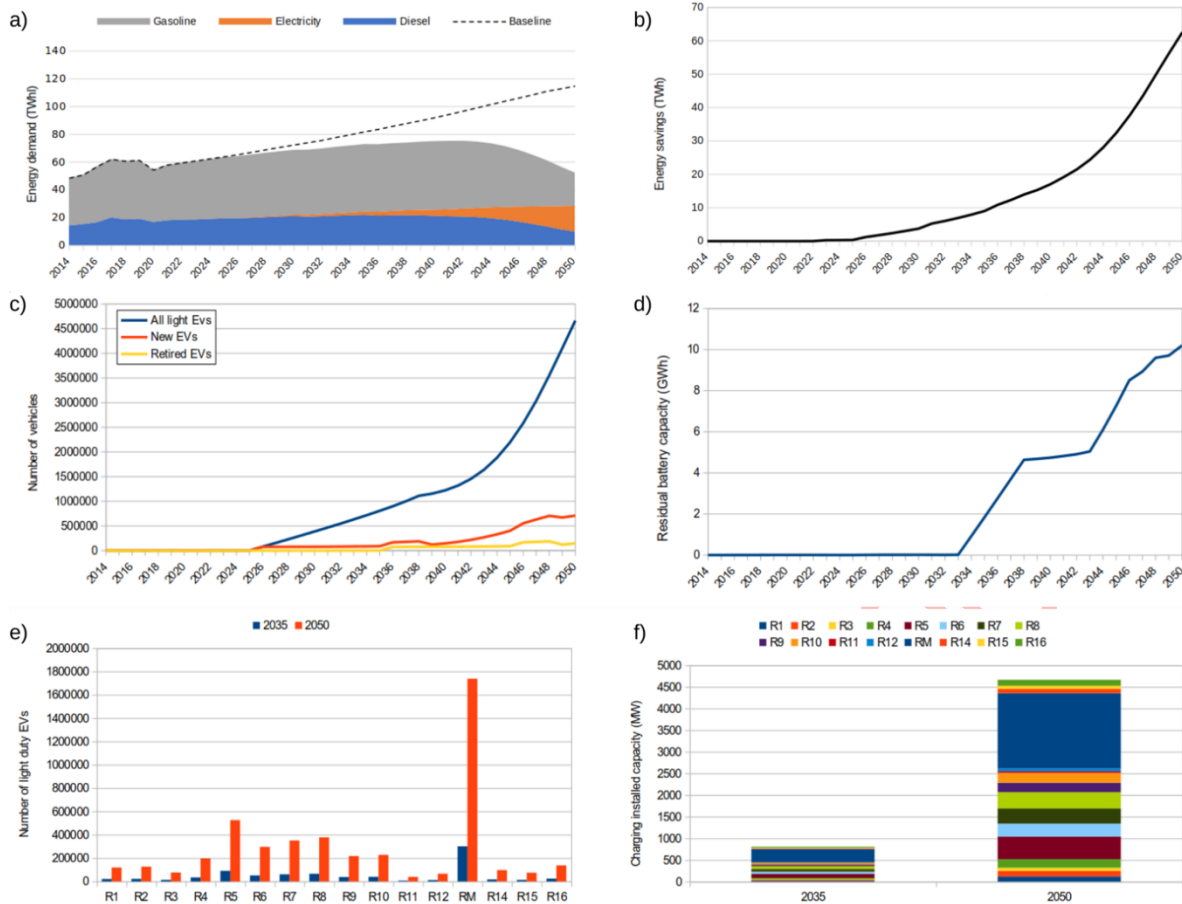 a)
Gasoline Electricity Diesel Baseline
Energy demand (TWhl)
140
120
100
80
60
40
20
0
2014 2016 2018 2020 2022 2024 2026 2028 2030 2032 2034 2036 2038 2040 2042 2044 2046 2048 2050
b)
Energy savings (TWh)
70
60
50
40
30
20
10
0
2014 2016 2018 2020 2022 2024 2026 2028 2030 2032 2034 2036 2038 2040 2042 2044 2046 2048 2050
c)
All light Evs
New EVs
Retired EVs
Number of vehicles
5000000
4500000
4000000
3500000
3000000
2500000
2000000
1500000
1000000
500000
0
2014 2016 2018 2020 2022 2024 2026 2028 2030 2032 2034 2036 2038 2040 2042 2044 2046 2048 2050
d)
Residual battery capacity (GWh)
12
10
8
6
4
2
0
2014 2016 2018 2020 2022 2024 2026 2028 2030 2032 2034 2036 2038 2040 2042 2044 2046 2048 2050
e)
2035 2050
Number of light duty EVs
2000000
1800000
1600000
1400000
1200000
1000000
800000
600000
400000
200000
0
R1 R2 R3 R4 R5 R6 R7 R8 R9 R10 R11 R12 RM R14 R15 R16
f)
R1 R2 R3 R4 R5 R6 R7 R8
R9 R10 R11 R12 RM R14 R15 R16
Charging installed capacity (MW)
5000
4500
4000
3500
3000
2500
2000
1500
1000
500
0
2035 2050